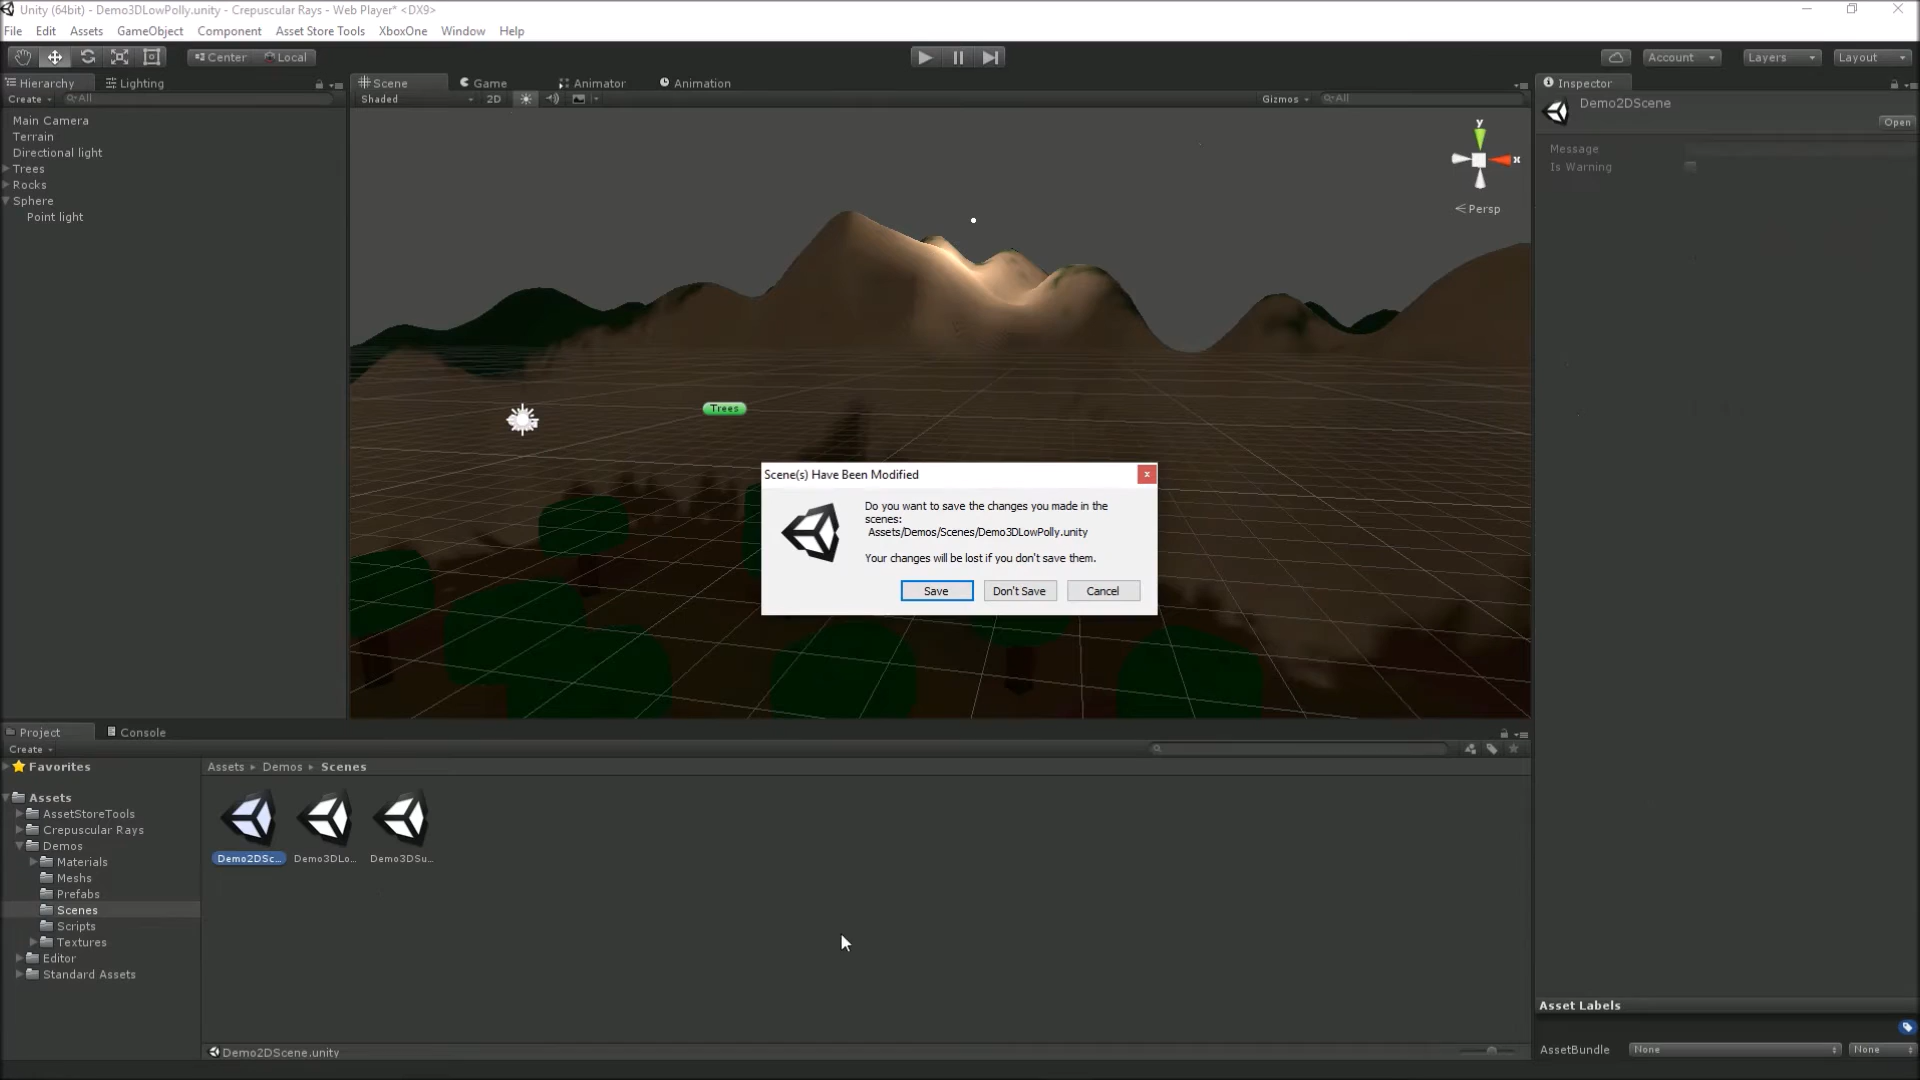 Unity (64bit) - Demo3DLowPolly.unity - Crepuscular Rays - Web Player* <DX9>
File Edit Assets GameObject Component Asset Store Tools XboxOne Window Help
Center Local Account Layers Layout
Hierarchy Lighting Scene Game Animator Animation Inspector
Create All Shaded 2D Gizmos All
Demo2DScene
Open
Main Camera
Terrain
Directional light
Trees
Rocks
Sphere
Point light
Message
Is Warning
y
x
Persp
Trees
Scene(s) Have Been Modified
x
Do you want to save the changes you made in the
scenes:
Assets/Demos/Scenes/Demo3DLowPolly.unity
Your changes will be lost if you don't save them.
Save Don't Save Cancel
Project Console
Create
Favorites
Assets
AssetStoreTools
Crepuscular Rays
Demos
Materials
Meshs
Prefabs
Scenes
Scripts
Textures
Editor
Standard Assets
Assets Demos Scenes
Demo2DSc... Demo3DLo... Demo3DSu...
Demo2DScene.unity
Asset Labels
AssetBundle None None